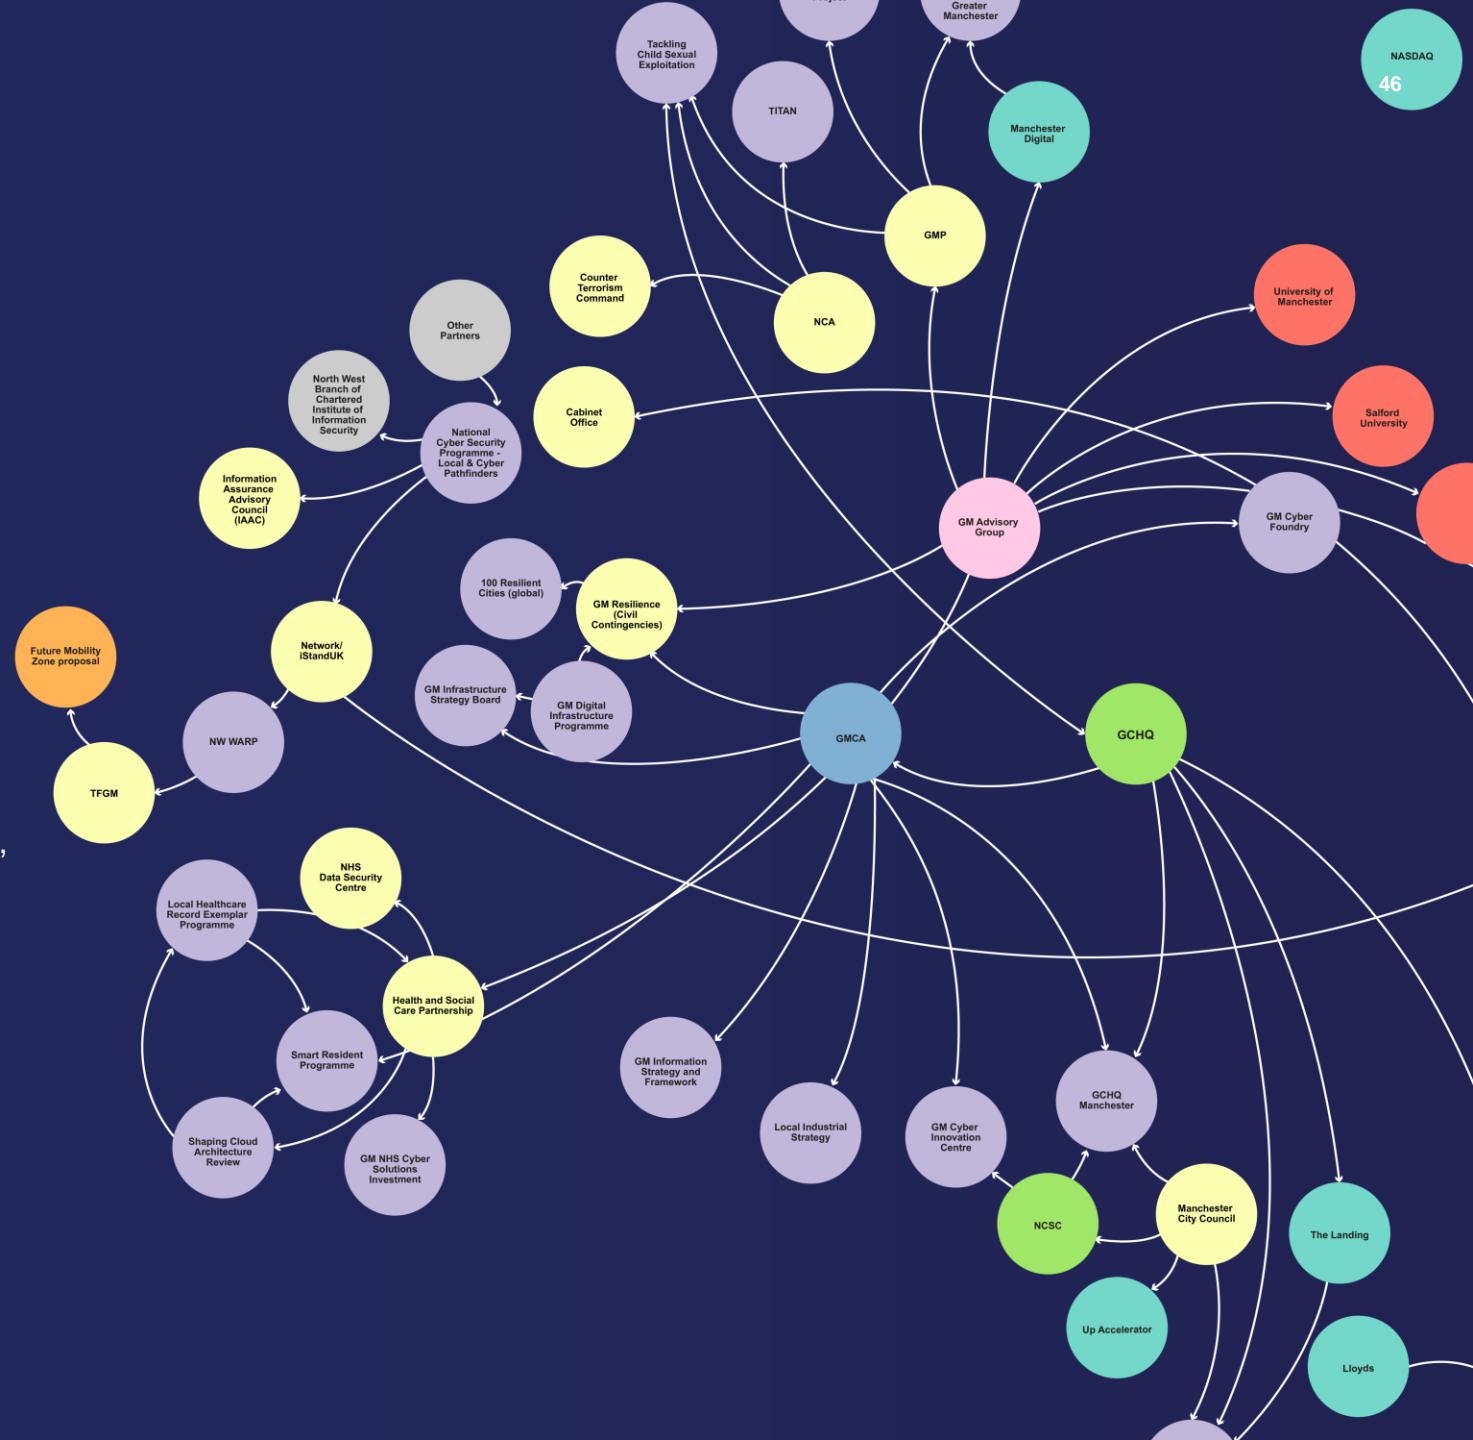 Greater
Manchester
Tackling
Child Sexual
Exploitation
NASDAQ
46
TITAN
Manchester
Digital
GMP
Counter
Terrorism
Command
University of
Manchester
NCA
Other
Partners
North West
Branch of
Chartered
Institute of
Information
Security
Cabinet
Office
Salford
University
National
Cyber Security
Programme -
Local & Cyber
Pathfinders
Information
Assurance
Advisory
Council
(IAAC)
GM Advisory
Group
GM Cyber
Foundry
100 Resilient
Cities (global)
GM Resilience
(Civil
Contingencies)
Future Mobility
Zone proposal
Network/
iStandUK
GM Infrastructure
Strategy Board
GM Digital
Infrastructure
Programme
NW WARP
GMCA
GCHQ
TFGM
,
NHS
Data Security
Centre
Local Healthcare
Record Exemplar
Programme
Health and Social
Care Partnership
Smart Resident
Programme
GM Information
Strategy and
Framework
GCHQ
Manchester
Local Industrial
Strategy
GM Cyber
Innovation
Centre
Shaping Cloud
Architecture
Review
GM NHS Cyber
Solutions
Investment
NCSC
Manchester
City Council
The Landing
Up Accelerator
Lloyds